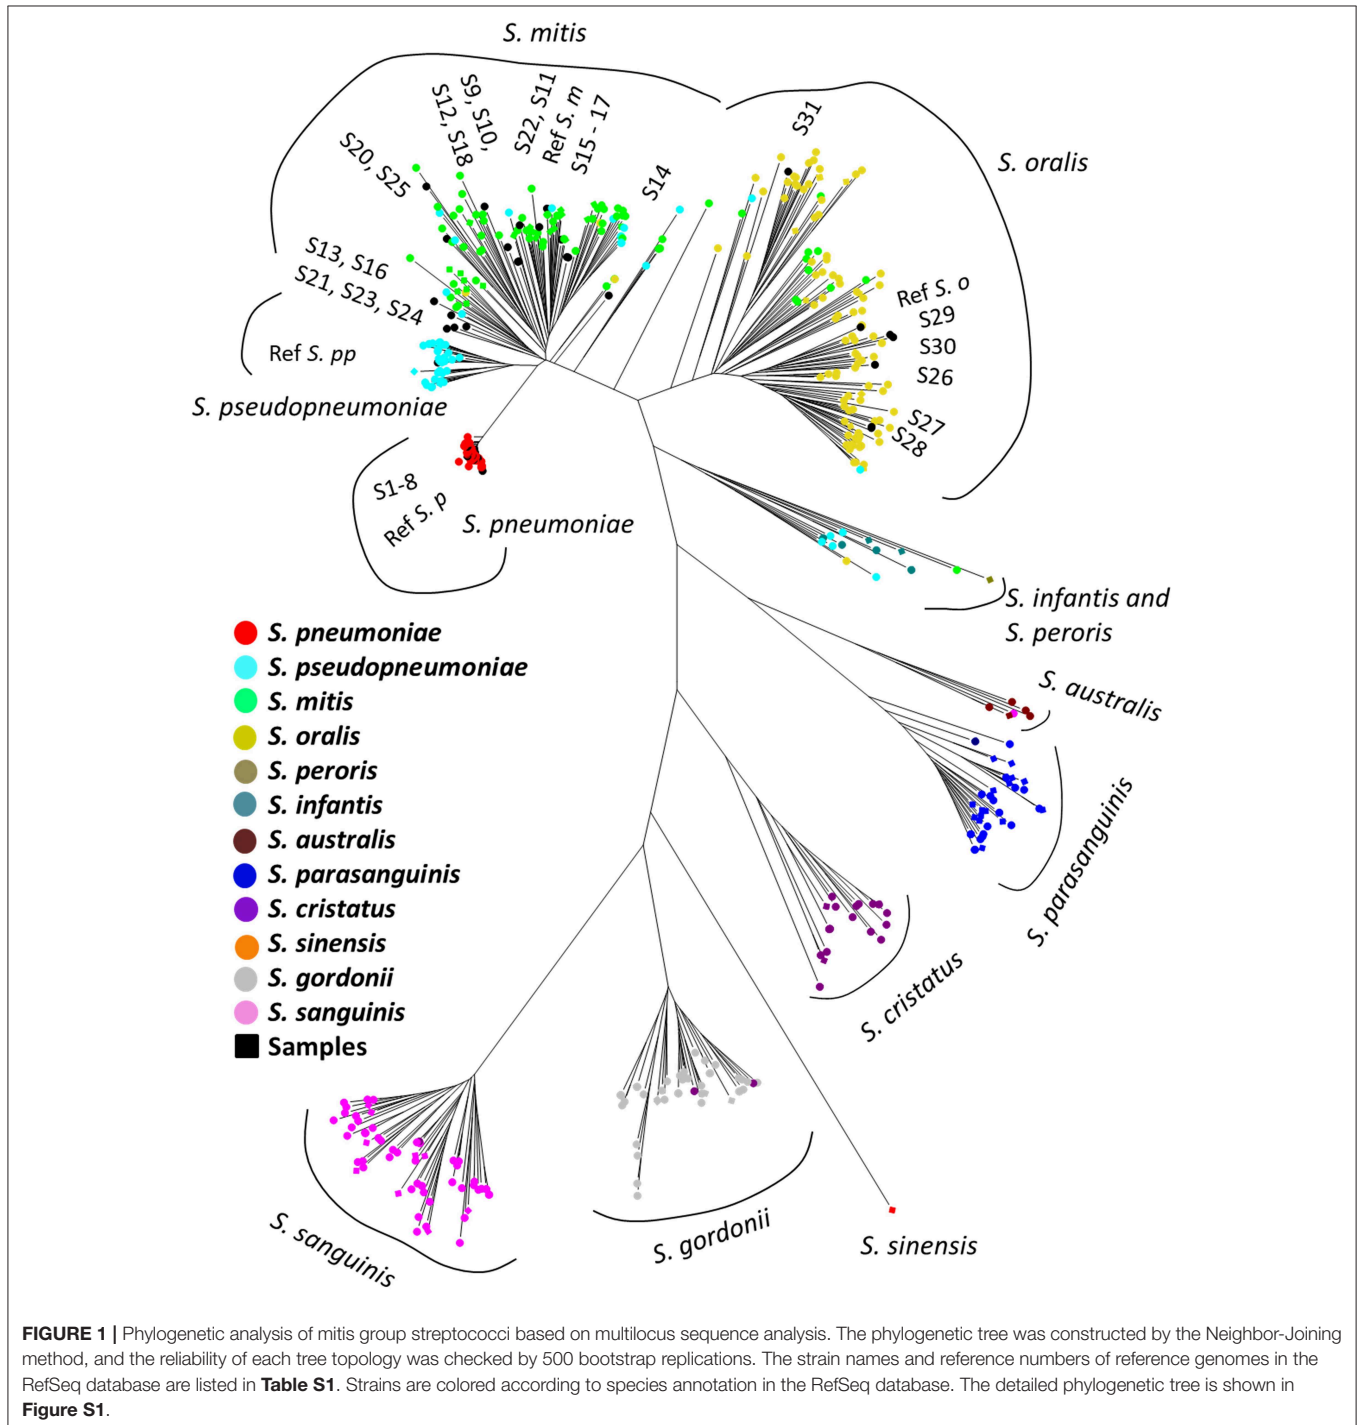 S. mitis
S9, S10,
S12, S18
S22, S11
Ref S. m
S15 - 17
S20, S25
S14
S31
S. oralis
S13, S16
S21, S23, S24
Ref S. pp
S. pseudopneumoniae
Ref S. o
S29
S30
S26
S27
S28
S1-8
Ref S. p
S. pneumoniae
S. infantis and
S. peroris
S. australis
S. parasanguinis
S. cristatus
S. sinensis
S. gordonii
S. sanguinis
S. pneumoniae
S. pseudopneumoniae
S. mitis
S. oralis
S. peroris
S. infantis
S. australis
S. parasanguinis
S. cristatus
S. sinensis
S. gordonii
S. sanguinis
Samples
FIGURE 1 | Phylogenetic analysis of mitis group streptococci based on multilocus sequence analysis. The phylogenetic tree was constructed by the Neighbor-Joining
method, and the reliability of each tree topology was checked by 500 bootstrap replications. The strain names and reference numbers of reference genomes in the
RefSeq database are listed in Table S1. Strains are colored according to species annotation in the RefSeq database. The detailed phylogenetic tree is shown in
Figure S1.